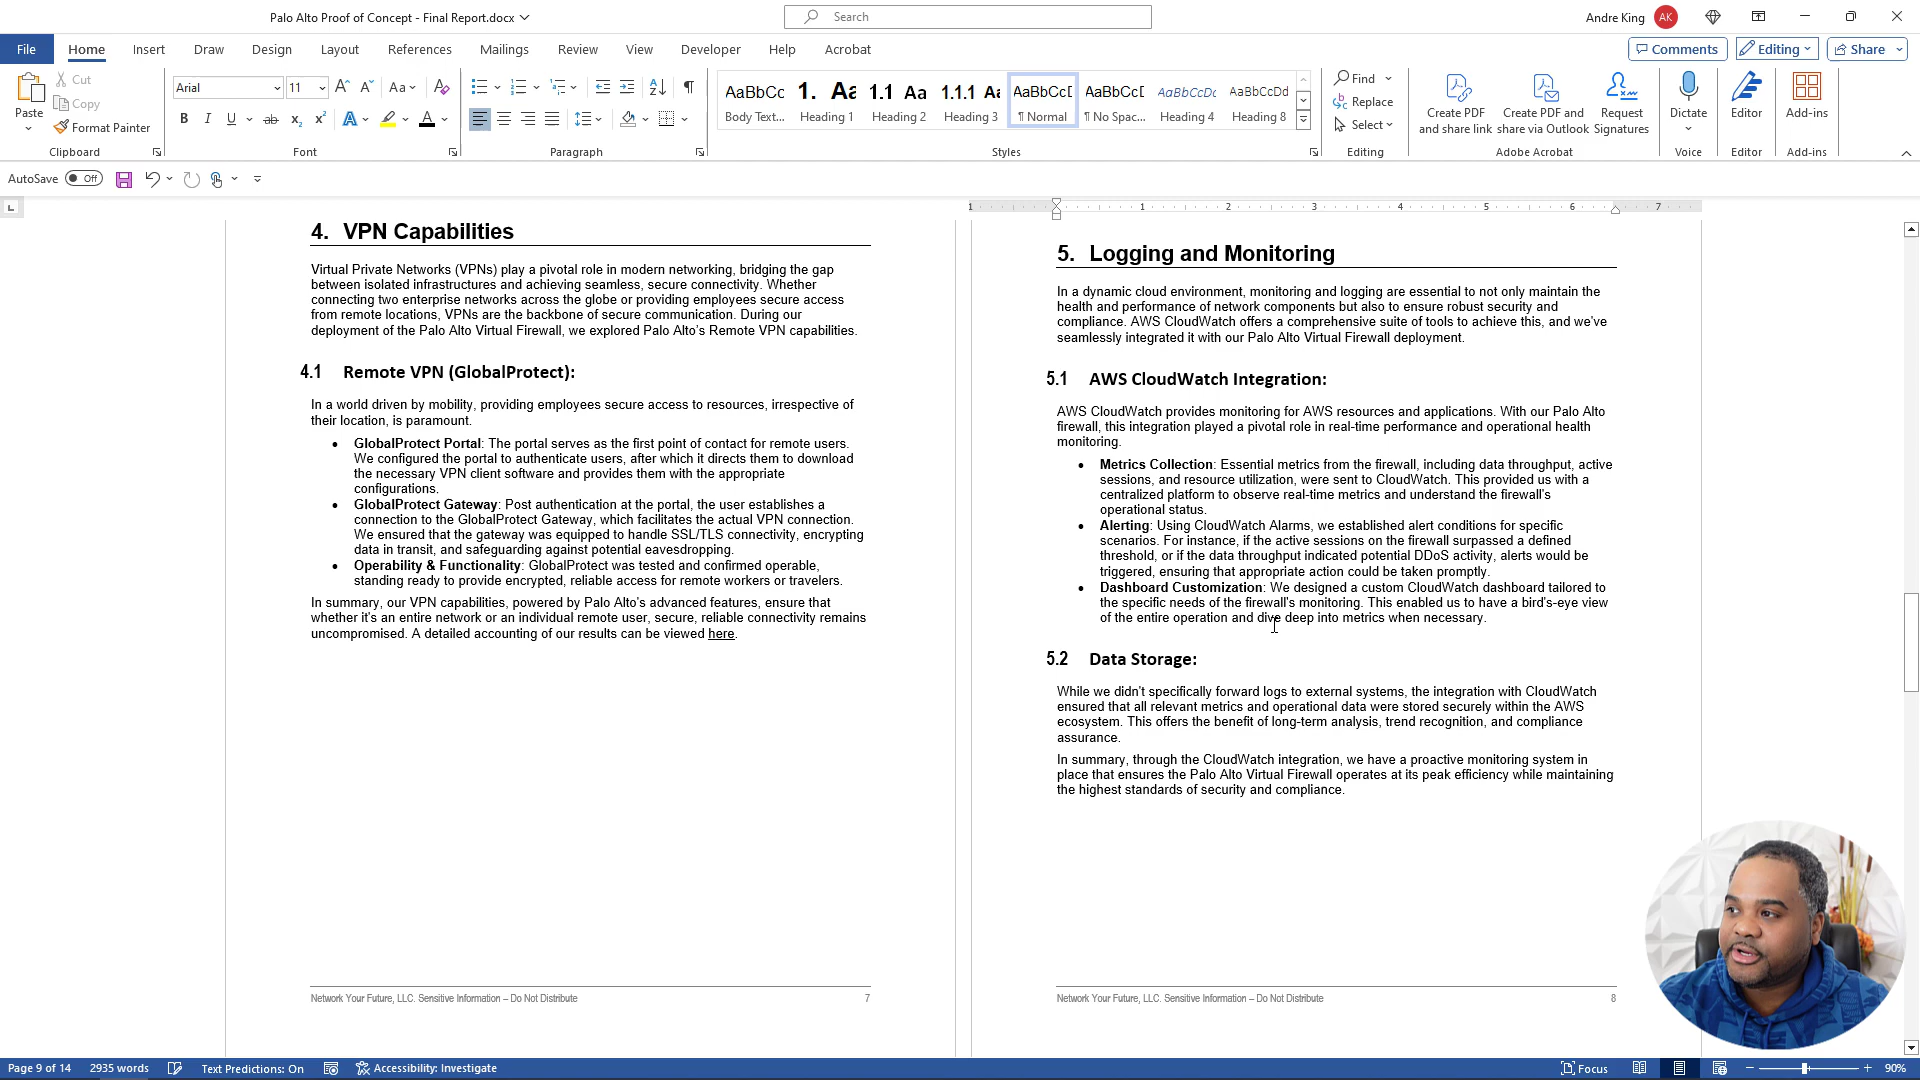 Palo Alto Proof of Concept - Final Report.docx
Search
Andre King
AK
File
Home
Insert
Draw
Design
Layout
References
Mailings
Review
View
Developer
Help
Acrobat
Comments
Editing
Share
Paste
Cut
Copy
Format Painter
Clipboard
Arial
11
Font
Paragraph
AaBbCc
Body Text...
1. Aa
Heading 1
1.1 Aa
Heading 2
1.1.1 Aa
Heading 3
AaBbCcD
¶ Normal
AaBbCcD
¶ No Spac...
AaBbCcDc
Heading 4
AaBbCcDd
Heading 8
Styles
Find
Replace
Select
Editing
Create PDF
and share link
Create PDF and
share via Outlook
Request
Signatures
Adobe Acrobat
Dictate
Voice
Editor
Editor
Add-ins
Add-ins
AutoSave
Off
1 1 2 3 4 5 6 7
4. VPN Capabilities
Virtual Private Networks (VPNs) play a pivotal role in modern networking, bridging the gap
between isolated infrastructures and achieving seamless, secure connectivity. Whether
connecting two enterprise networks across the globe or providing employees secure access
from remote locations, VPNs are the backbone of secure communication. During our
deployment of the Palo Alto Virtual Firewall, we explored Palo Alto's Remote VPN capabilities.
4.1 Remote VPN (GlobalProtect):
In a world driven by mobility, providing employees secure access to resources, irrespective of
their location, is paramount.
• GlobalProtect Portal: The portal serves as the first point of contact for remote users.
We configured the portal to authenticate users, after which it directs them to download
the necessary VPN client software and provides them with the appropriate
configurations.
• GlobalProtect Gateway: Post authentication at the portal, the user establishes a
connection to the GlobalProtect Gateway, which facilitates the actual VPN connection.
We ensured that the gateway was equipped to handle SSL/TLS connectivity, encrypting
data in transit, and safeguarding against potential eavesdropping.
• Operability & Functionality: GlobalProtect was tested and confirmed operable,
standing ready to provide encrypted, reliable access for remote workers or travelers.
In summary, our VPN capabilities, powered by Palo Alto's advanced features, ensure that
whether it's an entire network or an individual remote user, secure, reliable connectivity remains
uncompromised. A detailed accounting of our results can be viewed here.
Network Your Future, LLC. Sensitive Information – Do Not Distribute
7
5. Logging and Monitoring
In a dynamic cloud environment, monitoring and logging are essential to not only maintain the
health and performance of network components but also to ensure robust security and
compliance. AWS CloudWatch offers a comprehensive suite of tools to achieve this, and we've
seamlessly integrated it with our Palo Alto Virtual Firewall deployment.
5.1 AWS CloudWatch Integration:
AWS CloudWatch provides monitoring for AWS resources and applications. With our Palo Alto
firewall, this integration played a pivotal role in real-time performance and operational health
monitoring.
• Metrics Collection: Essential metrics from the firewall, including data throughput, active
sessions, and resource utilization, were sent to CloudWatch. This provided us with a
centralized platform to observe real-time metrics and understand the firewall's
operational status.
• Alerting: Using CloudWatch Alarms, we established alert conditions for specific
scenarios. For instance, if the active sessions on the firewall surpassed a defined
threshold, or if the data throughput indicated potential DDoS activity, alerts would be
triggered, ensuring that appropriate action could be taken promptly.
• Dashboard Customization: We designed a custom CloudWatch dashboard tailored to
the specific needs of the firewall's monitoring. This enabled us to have a bird's-eye view
of the entire operation and dive deep into metrics when necessary.
5.2 Data Storage:
While we didn't specifically forward logs to external systems, the integration with CloudWatch
ensured that all relevant metrics and operational data were stored securely within the AWS
ecosystem. This offers the benefit of long-term analysis, trend recognition, and compliance
assurance.
In summary, through the CloudWatch integration, we have a proactive monitoring system in
place that ensures the Palo Alto Virtual Firewall operates at its peak efficiency while maintaining
the highest standards of security and compliance.
Network Your Future, LLC. Sensitive Information – Do Not Distribute
8
Page 9 of 14
2935 words
Text Predictions: On
Accessibility: Investigate
Focus
90%